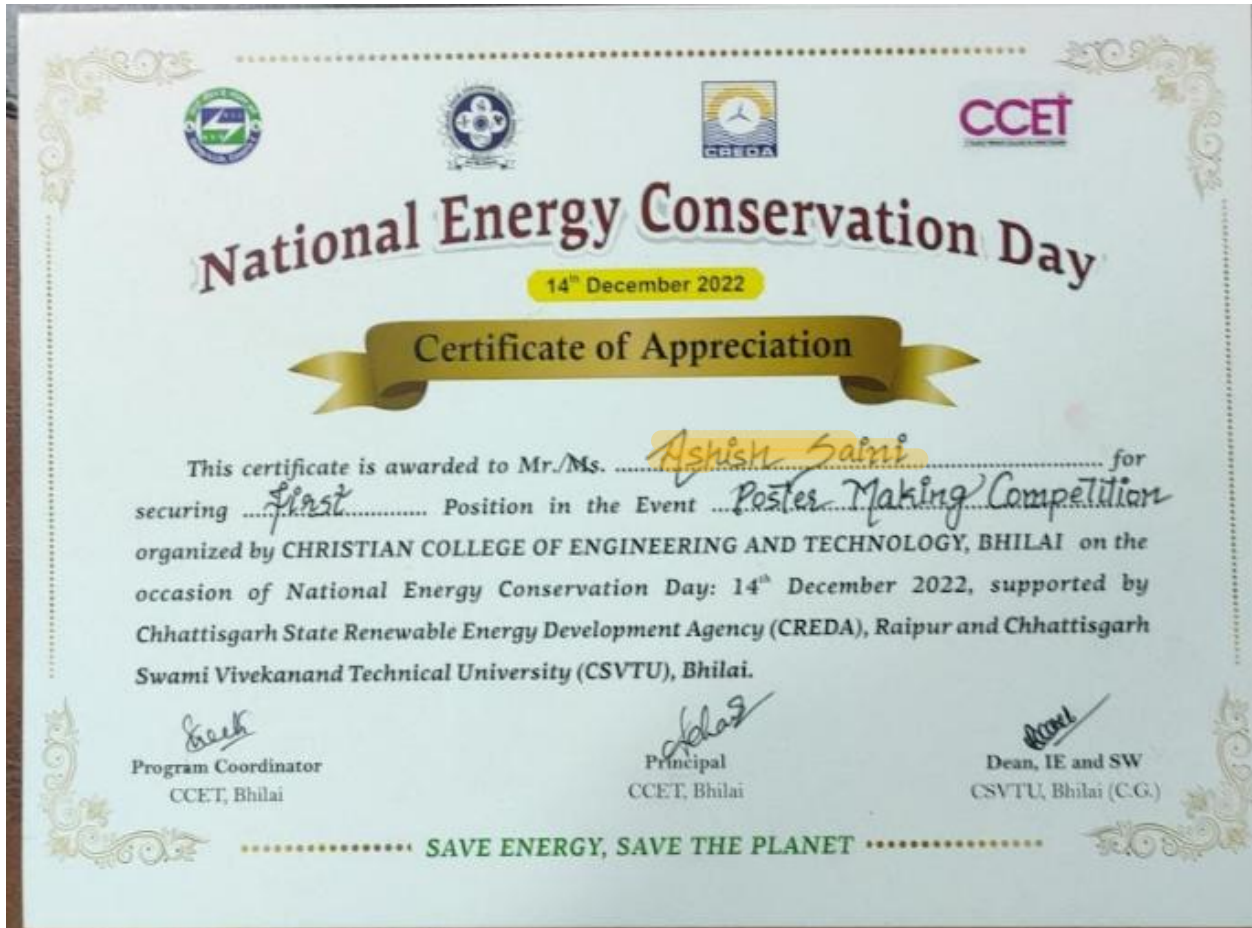 CREDA
CCET
National Energy Conservation Day
14th December 2022
Certificate of Appreciation
This certificate is awarded to Mr./Ms. Ashish Saini for
securing First Position in the Event Poster Making Competition
organized by CHRISTIAN COLLEGE OF ENGINEERING AND TECHNOLOGY, BHILAI on the
occasion of National Energy Conservation Day: 14th December 2022, supported by
Chhattisgarh State Renewable Energy Development Agency (CREDA), Raipur and Chhattisgarh
Swami Vivekanand Technical University (CSVTU), Bhilai.
Program Coordinator
CCET, Bhilai
Principal
CCET, Bhilai
Dean, IE and SW
CSVTU, Bhilai (C.G.)
SAVE ENERGY, SAVE THE PLANET